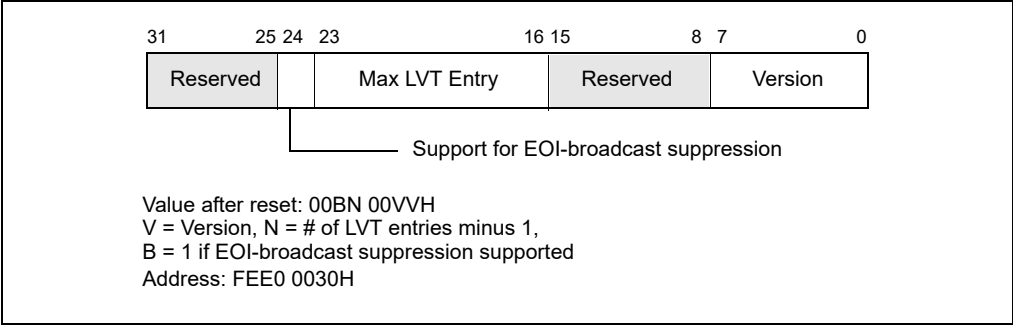 31 25 24 23 16 15 8 7 0
Reserved Max LVT Entry Reserved Version
Support for EOI-broadcast suppression
Value after reset: 00BN 00VVH
V = Version, N = # of LVT entries minus 1,
B = 1 if EOI-broadcast suppression supported
Address: FEE0 0030H